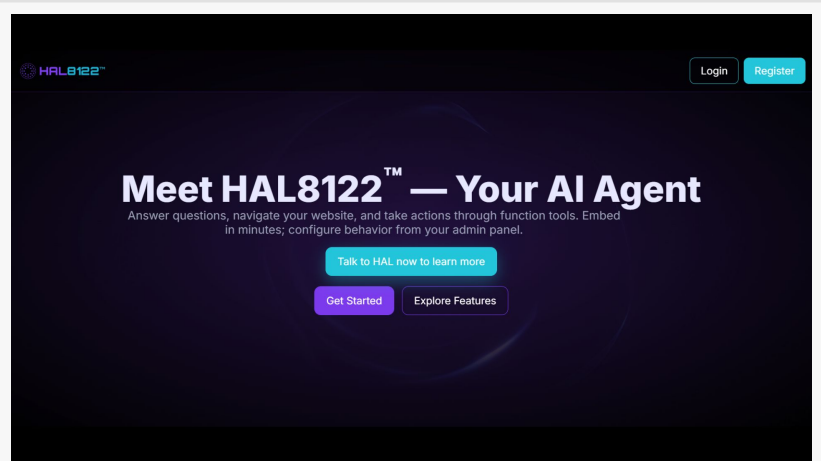 HAL8122™
Login
Register
Meet HAL8122™ — Your AI Agent
Answer questions, navigate your website, and take actions through function tools. Embed
in minutes; configure behavior from your admin panel.
Talk to HAL now to learn more
Get Started
Explore Features